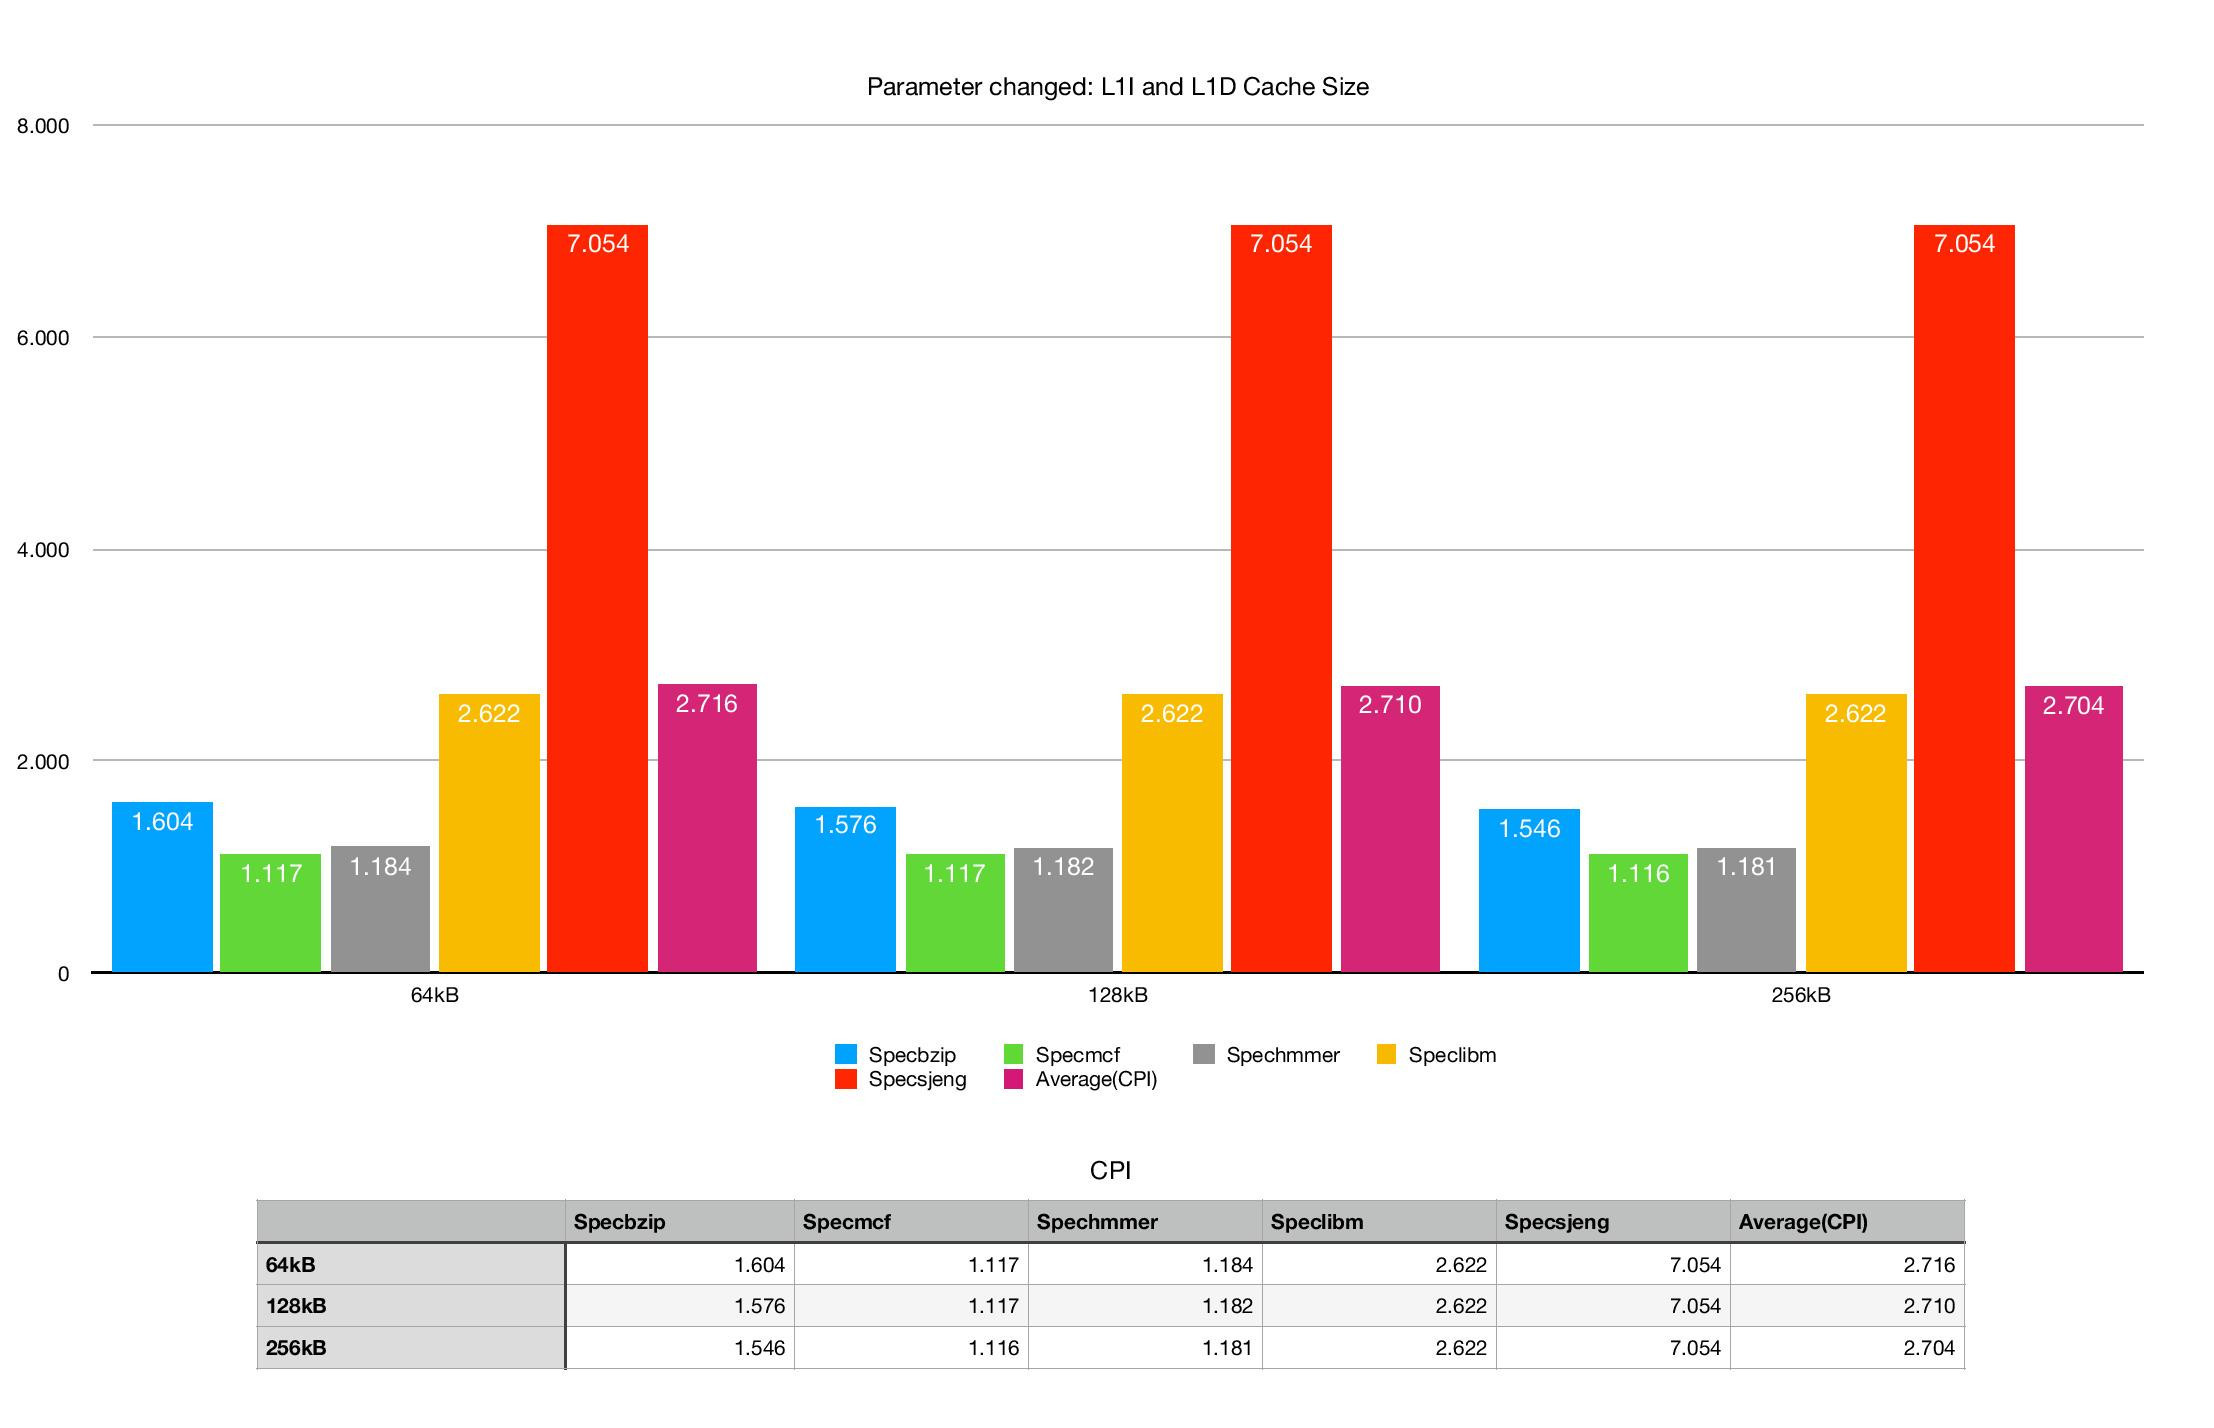 Parameter changed: L1I and L1D Cache Size
8.000
6.000
4.000
2.000
0
1.604 1.117 1.184 2.622 7.054 2.716
1.576 1.117 1.182 2.622 7.054 2.710
1.546 1.116 1.181 2.622 7.054 2.704
64kB 128kB 256kB
Specbzip Specmcf Spechmmer Speclibm
Specsjeng Average(CPI)
CPI
Specbzip Specmcf Spechmmer Speclibm Specsjeng Average(CPI)
64kB 1.604 1.117 1.184 2.622 7.054 2.716
128kB 1.576 1.117 1.182 2.622 7.054 2.710
256kB 1.546 1.116 1.181 2.622 7.054 2.704